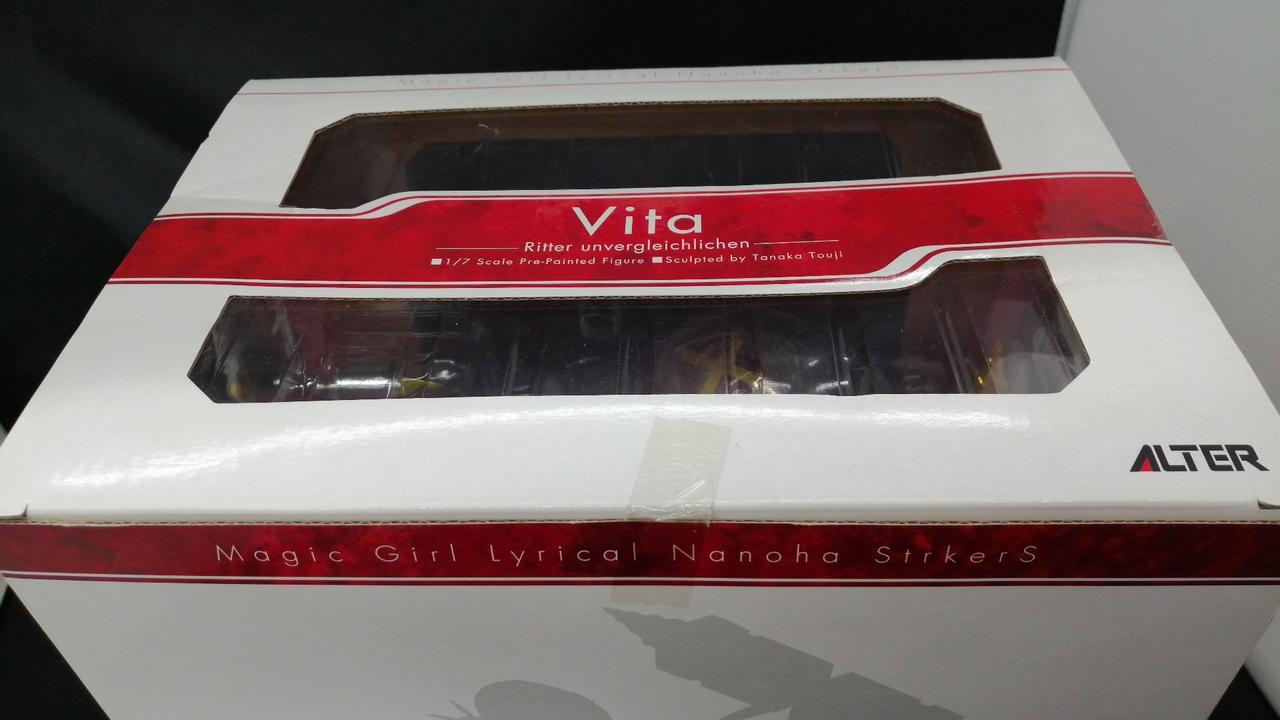 Magic Girl Lyrical Nanoha StrkerS
Vita
Ritter unvergleichlichen
■1/7 Scale Pre-Painted Figure ■Sculpted by Tanaka Touji
ALTER
Magic Girl Lyrical Nanoha StrkerS